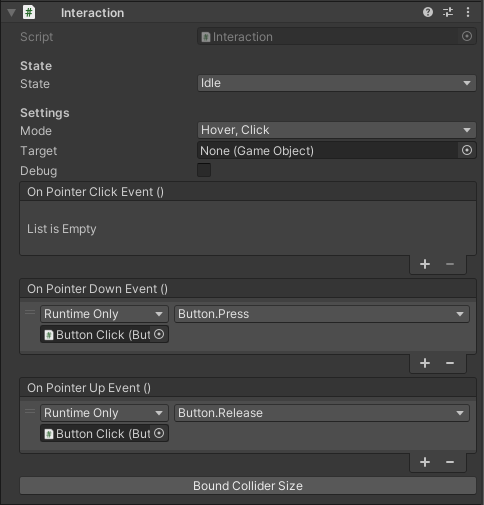 Interaction
Script Interaction
State
State Idle
Settings
Mode Hover, Click
Target None (Game Object)
Debug
On Pointer Click Event ()
List is Empty
+ −
On Pointer Down Event ()
Runtime Only Button.Press
Button Click (But
+ −
On Pointer Up Event ()
Runtime Only Button.Release
Button Click (But
+ −
Bound Collider Size